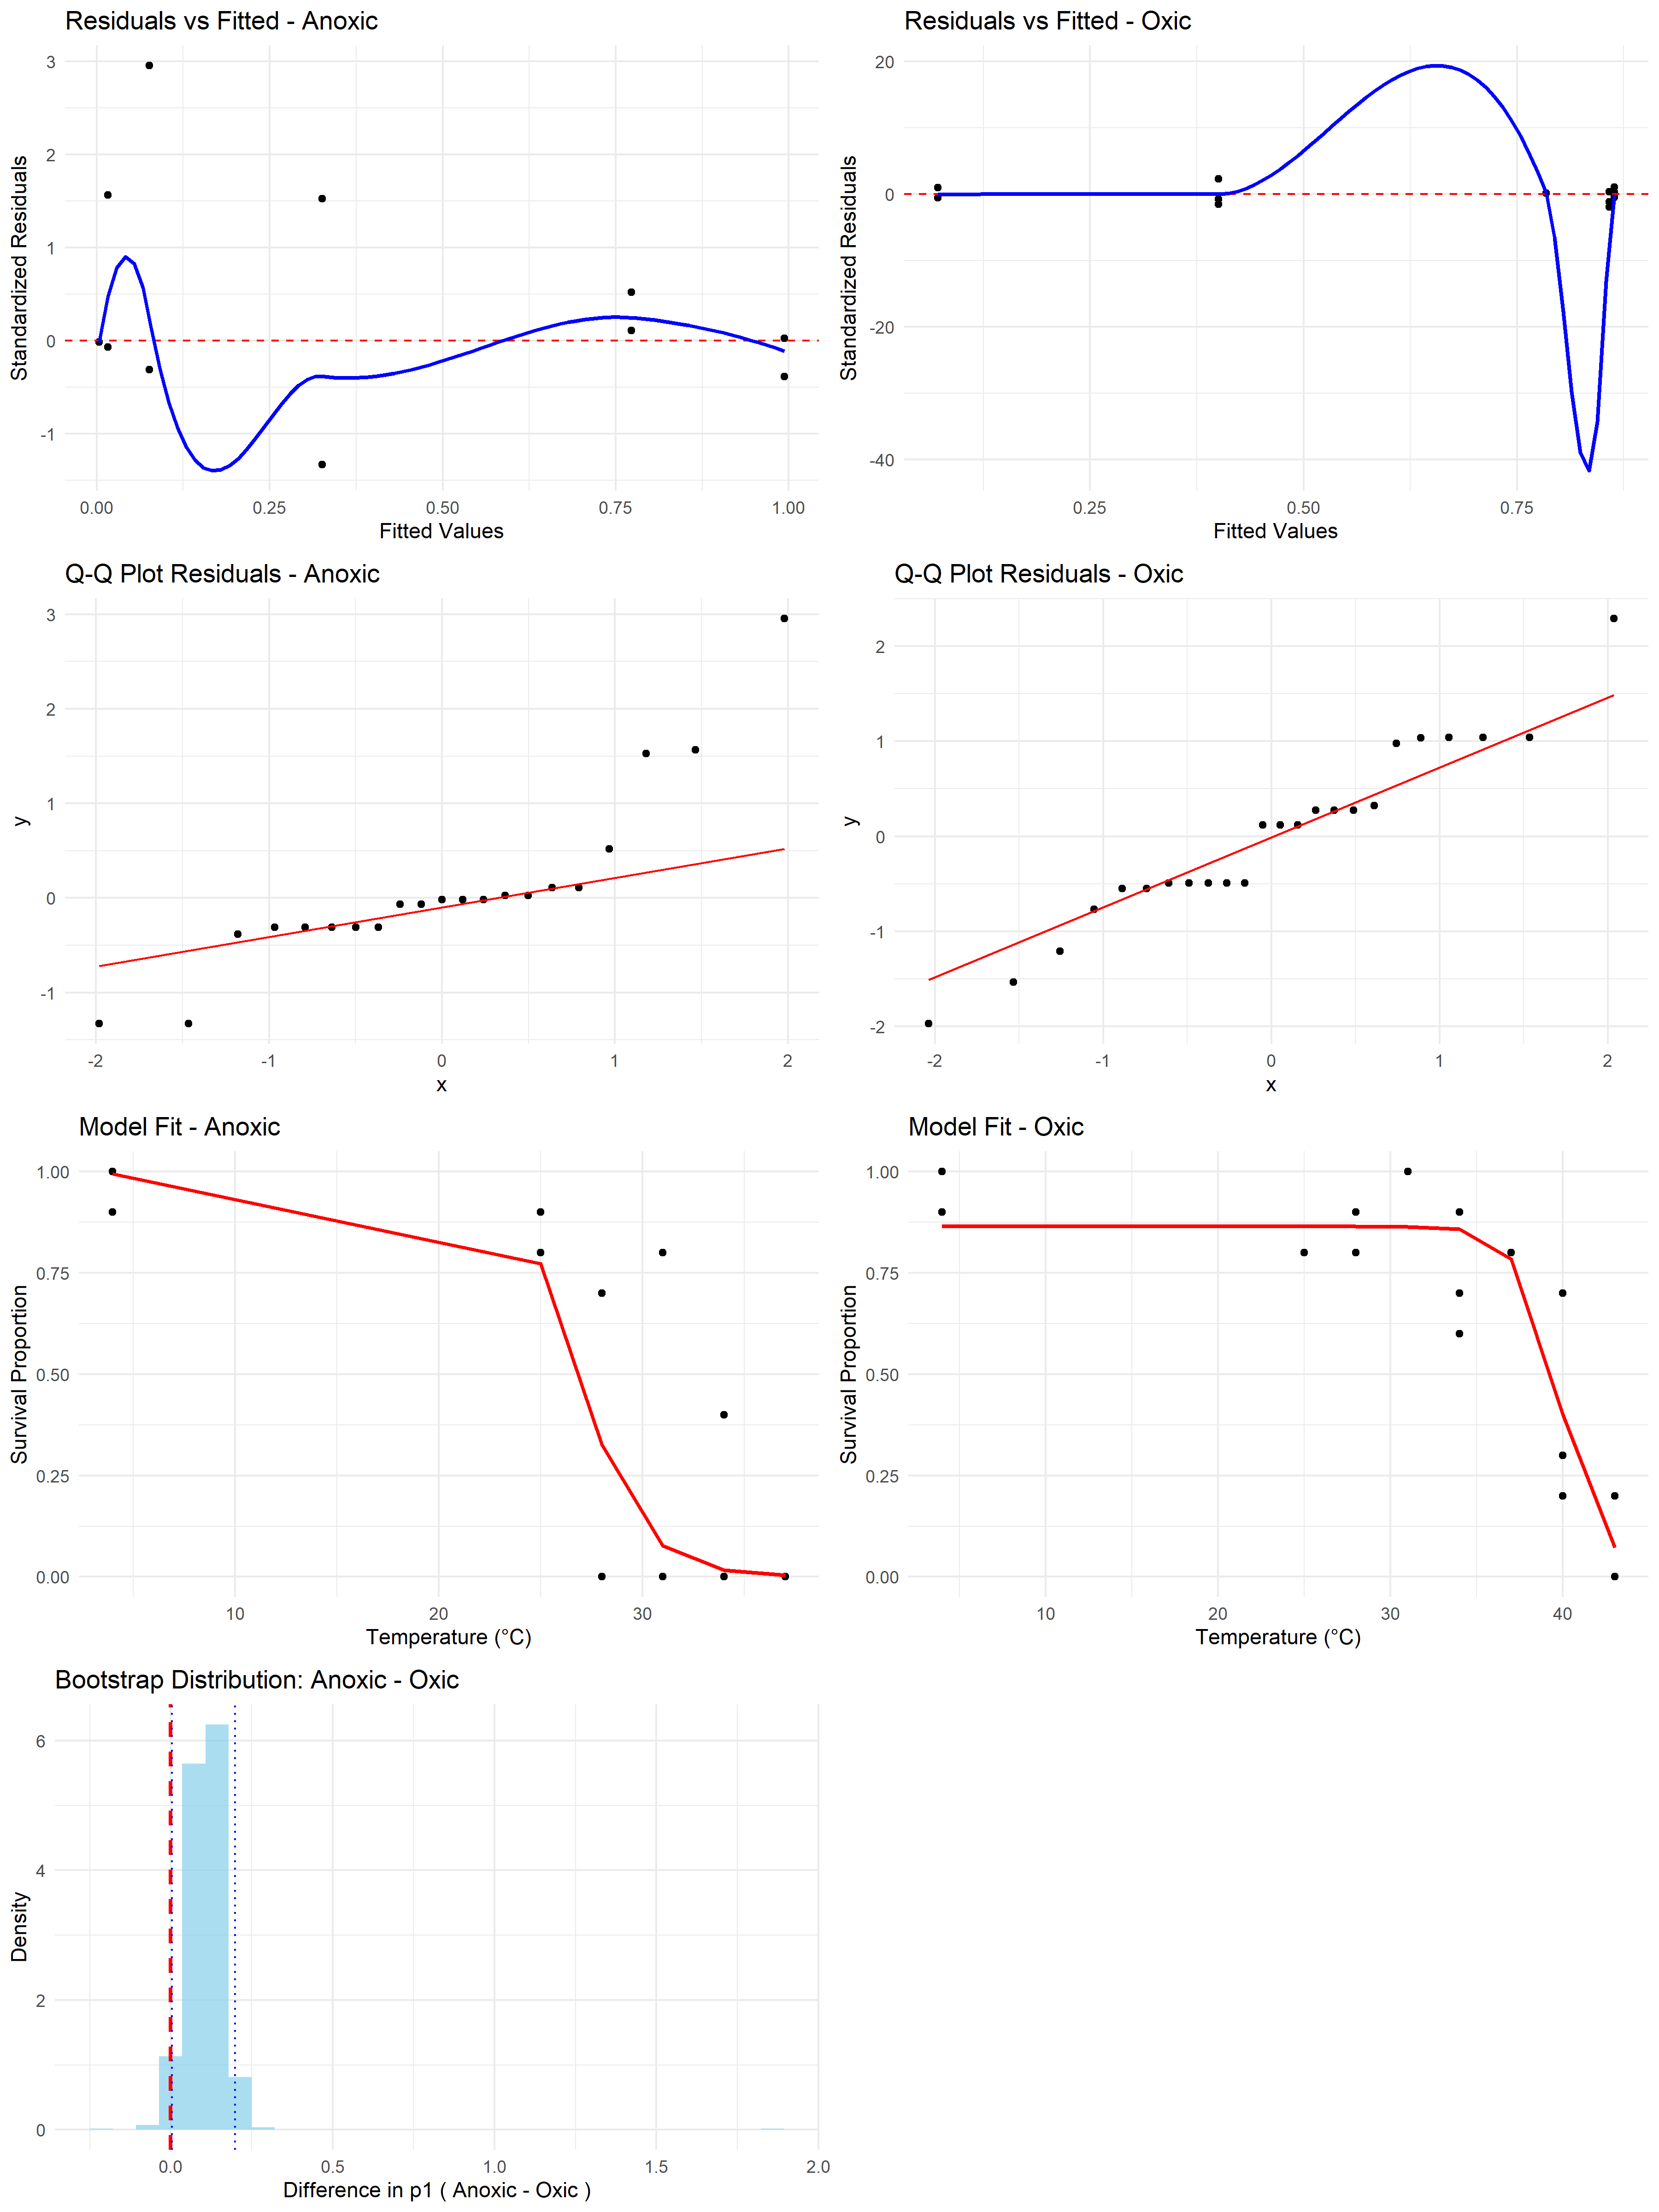 Residuals vs Fitted - Anoxic
3
2
1
0
-1
Standardized Residuals
0.00 0.25 0.50 0.75 1.00
Fitted Values
Residuals vs Fitted - Oxic
20
0
-20
-40
Standardized Residuals
0.25 0.50 0.75
Fitted Values
Q-Q Plot Residuals - Anoxic
3
2
1
0
-1
y
-2 -1 0 1 2
x
Q-Q Plot Residuals - Oxic
2
1
0
-1
-2
y
-2 -1 0 1 2
x
Model Fit - Anoxic
1.00
0.75
0.50
0.25
0.00
Survival Proportion
10 20 30
Temperature (°C)
Model Fit - Oxic
1.00
0.75
0.50
0.25
0.00
Survival Proportion
10 20 30 40
Temperature (°C)
Bootstrap Distribution: Anoxic - Oxic
6
4
2
0
Density
0.0 0.5 1.0 1.5 2.0
Difference in p1 ( Anoxic - Oxic )